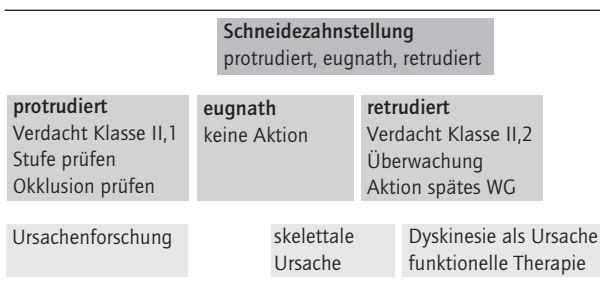 Schneidezahnstellung
protrudiert, eugnath, retrudiert
protrudiert
Verdacht Klasse II,1
Stufe prüfen
Okklusion prüfen
eugnath
keine Aktion
retrudiert
Verdacht Klasse II,2
Überwachung
Aktion spätes WG
Ursachenforschung
skelettale
Ursache
Dyskinesie als Ursache
funktionelle Therapie